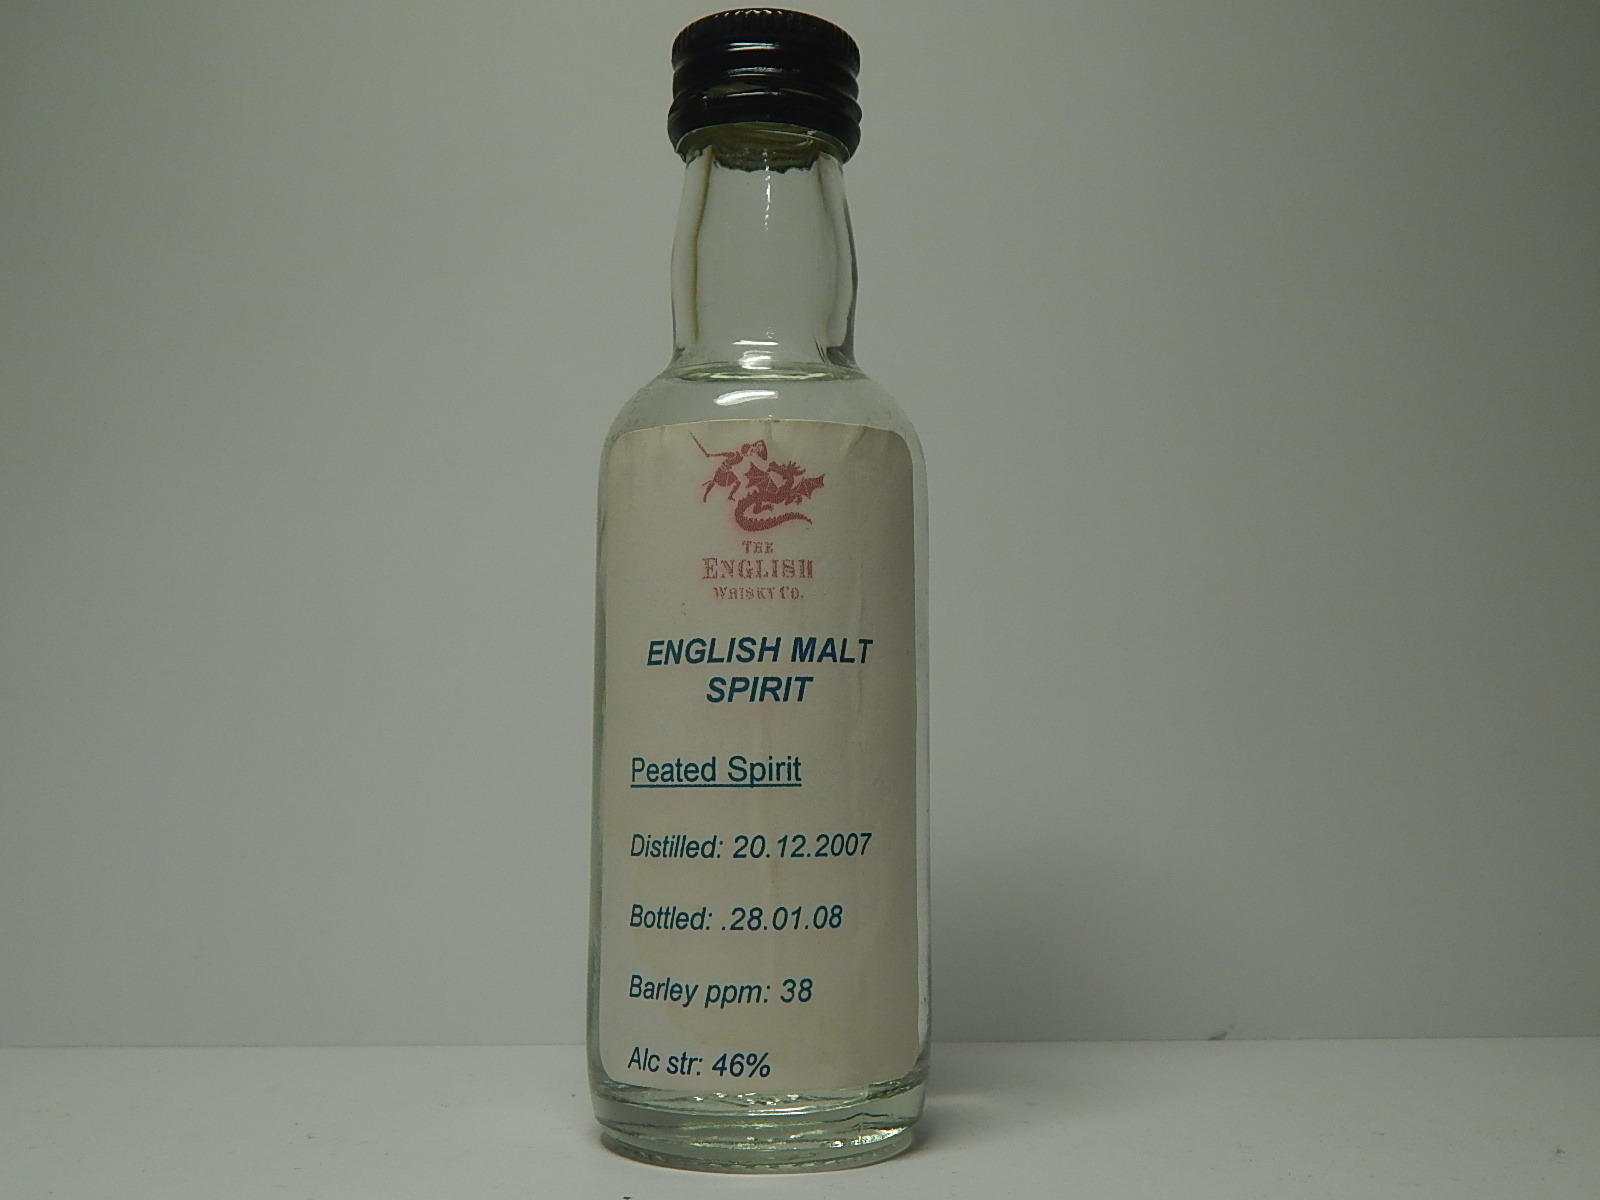 THE
ENGLISH
WHISKY CO.
ENGLISH MALT
SPIRIT
Peated Spirit
Distilled: 20.12.2007
Bottled: .28.01.08
Barley ppm: 38
Alc str: 46%